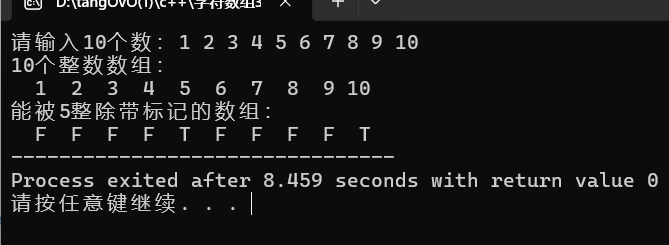 D:\tangOvO(1)\c++\字符数组3
请输入10个数: 1 2 3 4 5 6 7 8 9 10
10个整数数组:
1 2 3 4 5 6 7 8 9 10
能被5整除带标记的数组:
F F F F T F F F F T
--------------------------------
Process exited after 8.459 seconds with return value 0
请按任意键继续. . .